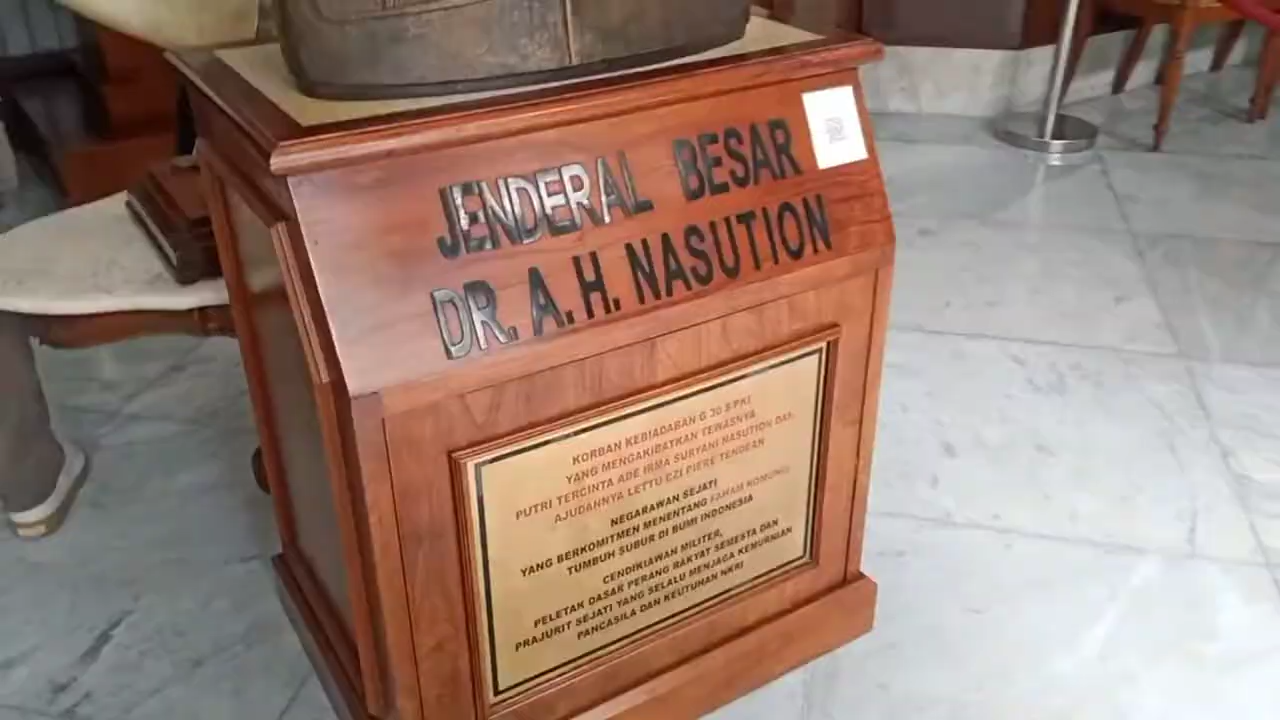 JENDERAL BESAR
DR. A. H. NASUTION
KORBAN KEBIADABAN G 30 S PKI
YANG MENGAKIBATKAN TEWASNYA
PUTRI TERCINTA ADE IRMA SURYANI NASUTION DAN
AJUDANNYA LETTU CZI PIERE TENDEAN
NEGARAWAN SEJATI
YANG BERKOMITMEN MENENTANG FAHAM KOMUNIS
TUMBUH SUBUR DI BUMI INDONESIA
CENDIKIAWAN MILITER,
PELETAK DASAR PERANG RAKYAT SEMESTA DAN
PRAJURIT SEJATI YANG SELALU MENJAGA KEMURNIAN
PANCASILA DAN KEUTUHAN NKRI